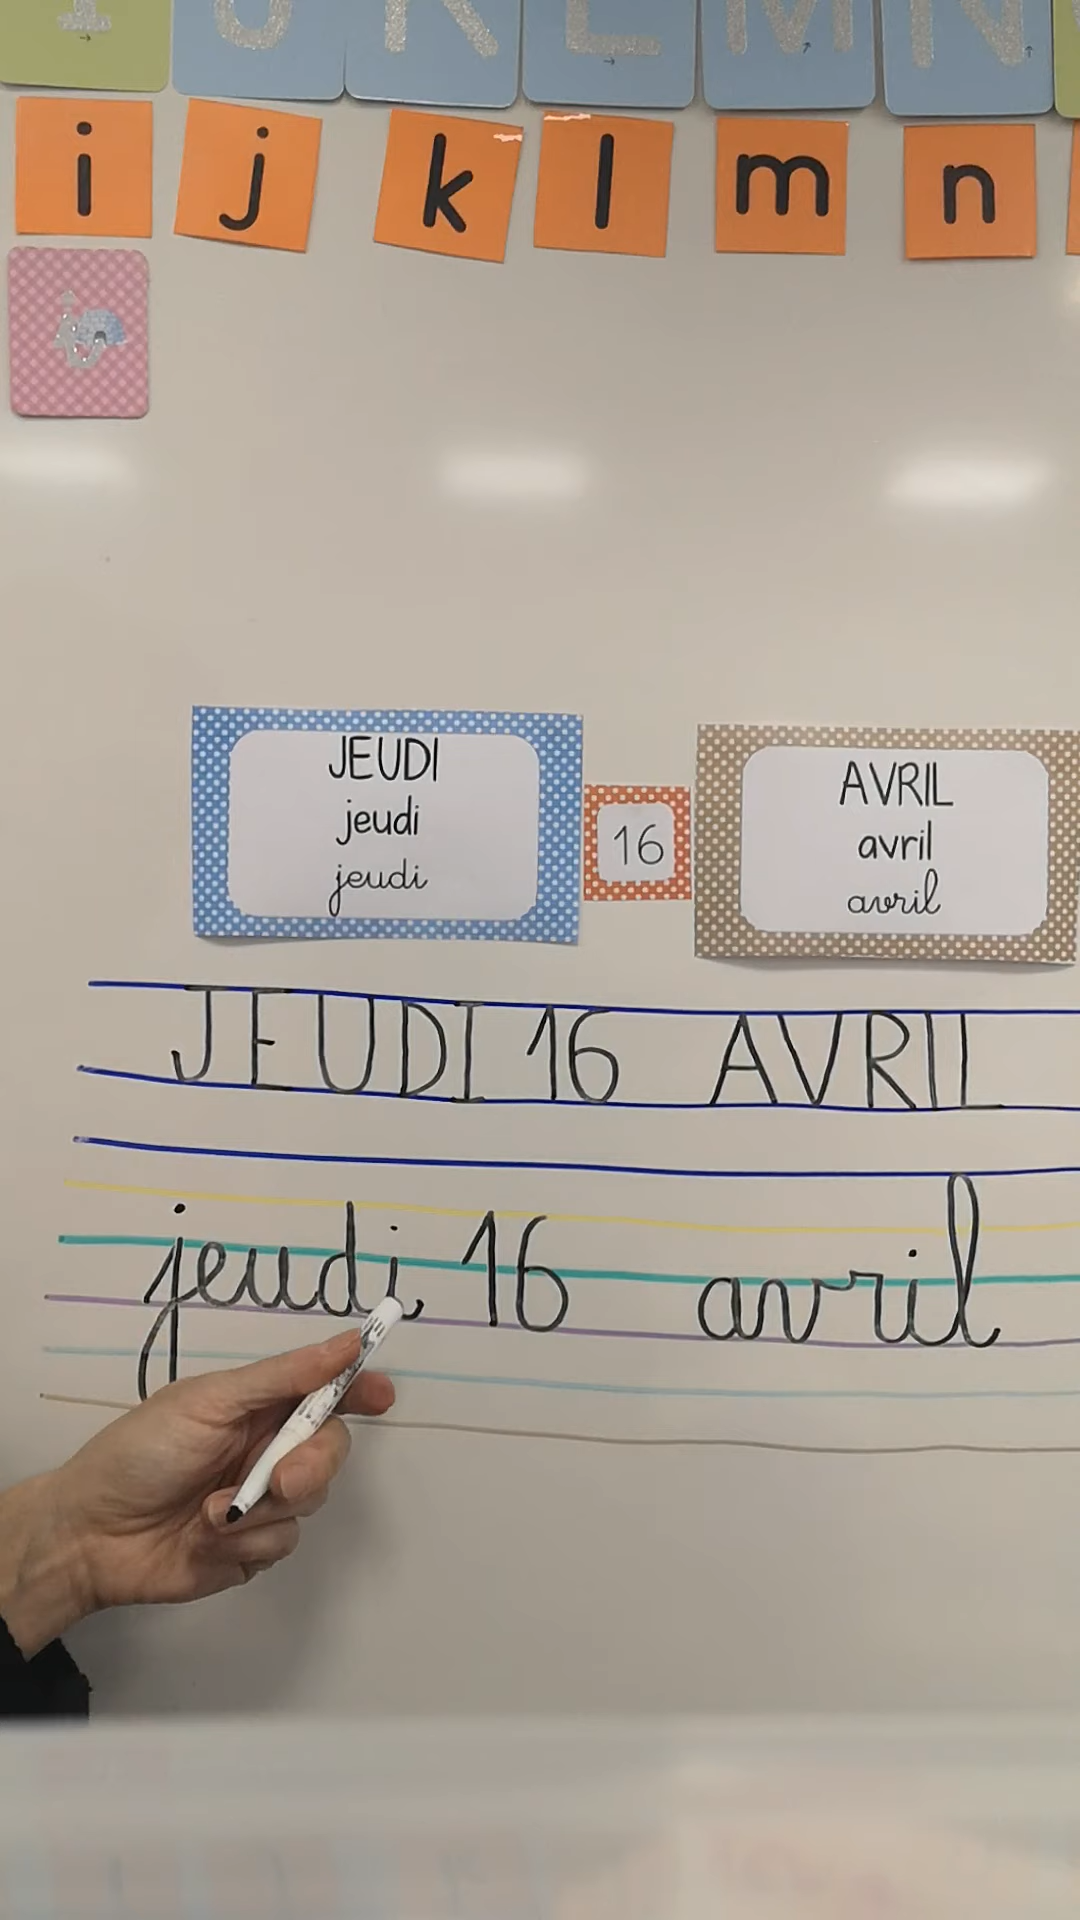 I J K L M N
i j k l m n
JEUDI
jeudi
jeudi
16
AVRIL
avril
avril
JEUDI 16 AVRIL
jeudi 16 avril